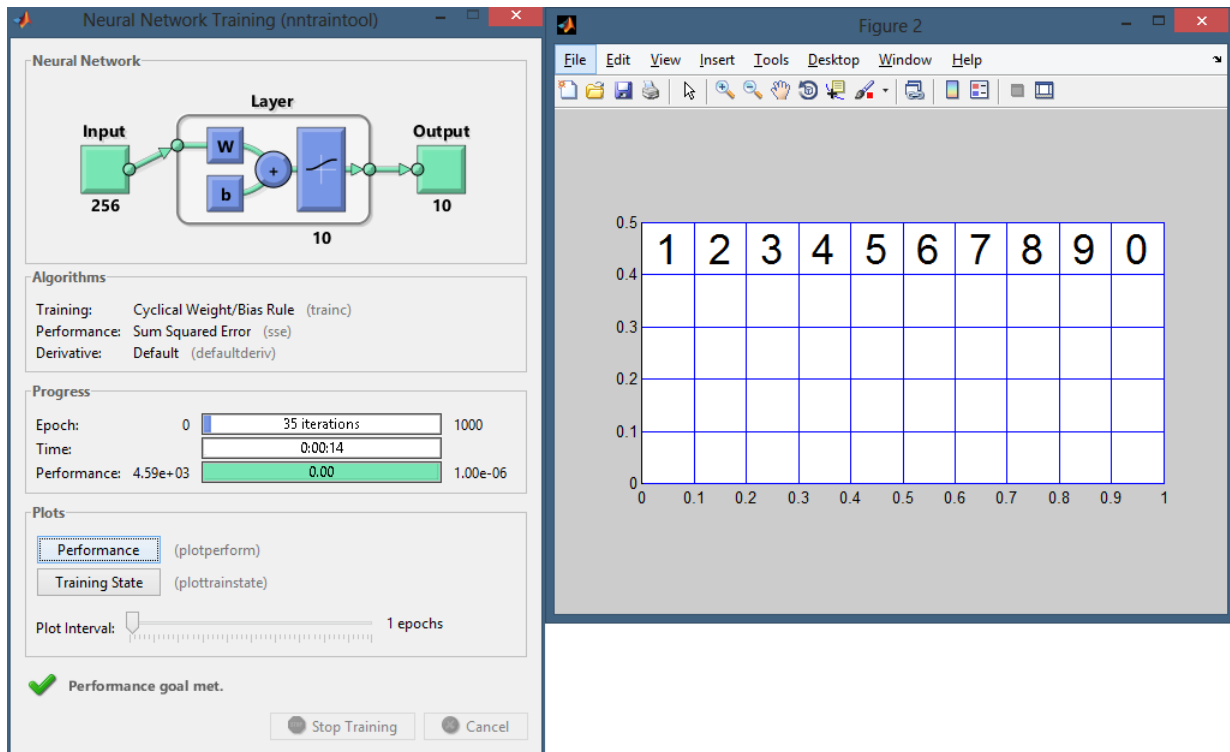 Neural Network Training (nntraintool)
Neural Network
Layer
Input
Output
W
b
+
256
10
10
Algorithms
Training: Cyclical Weight/Bias Rule (trainc)
Performance: Sum Squared Error (sse)
Derivative: Default (defaultderiv)
Progress
Epoch: 0 35 iterations 1000
Time: 0:00:14
Performance: 4.59e+03 0.00 1.00e-06
Plots
Performance (plotperform)
Training State (plottrainstate)
Plot Interval: 1 epochs
Performance goal met.
Stop Training Cancel
Figure 2
File Edit View Insert Tools Desktop Window Help
0.5
1 2 3 4 5 6 7 8 9 0
0.4
0.3
0.2
0.1
0
0 0.1 0.2 0.3 0.4 0.5 0.6 0.7 0.8 0.9 1